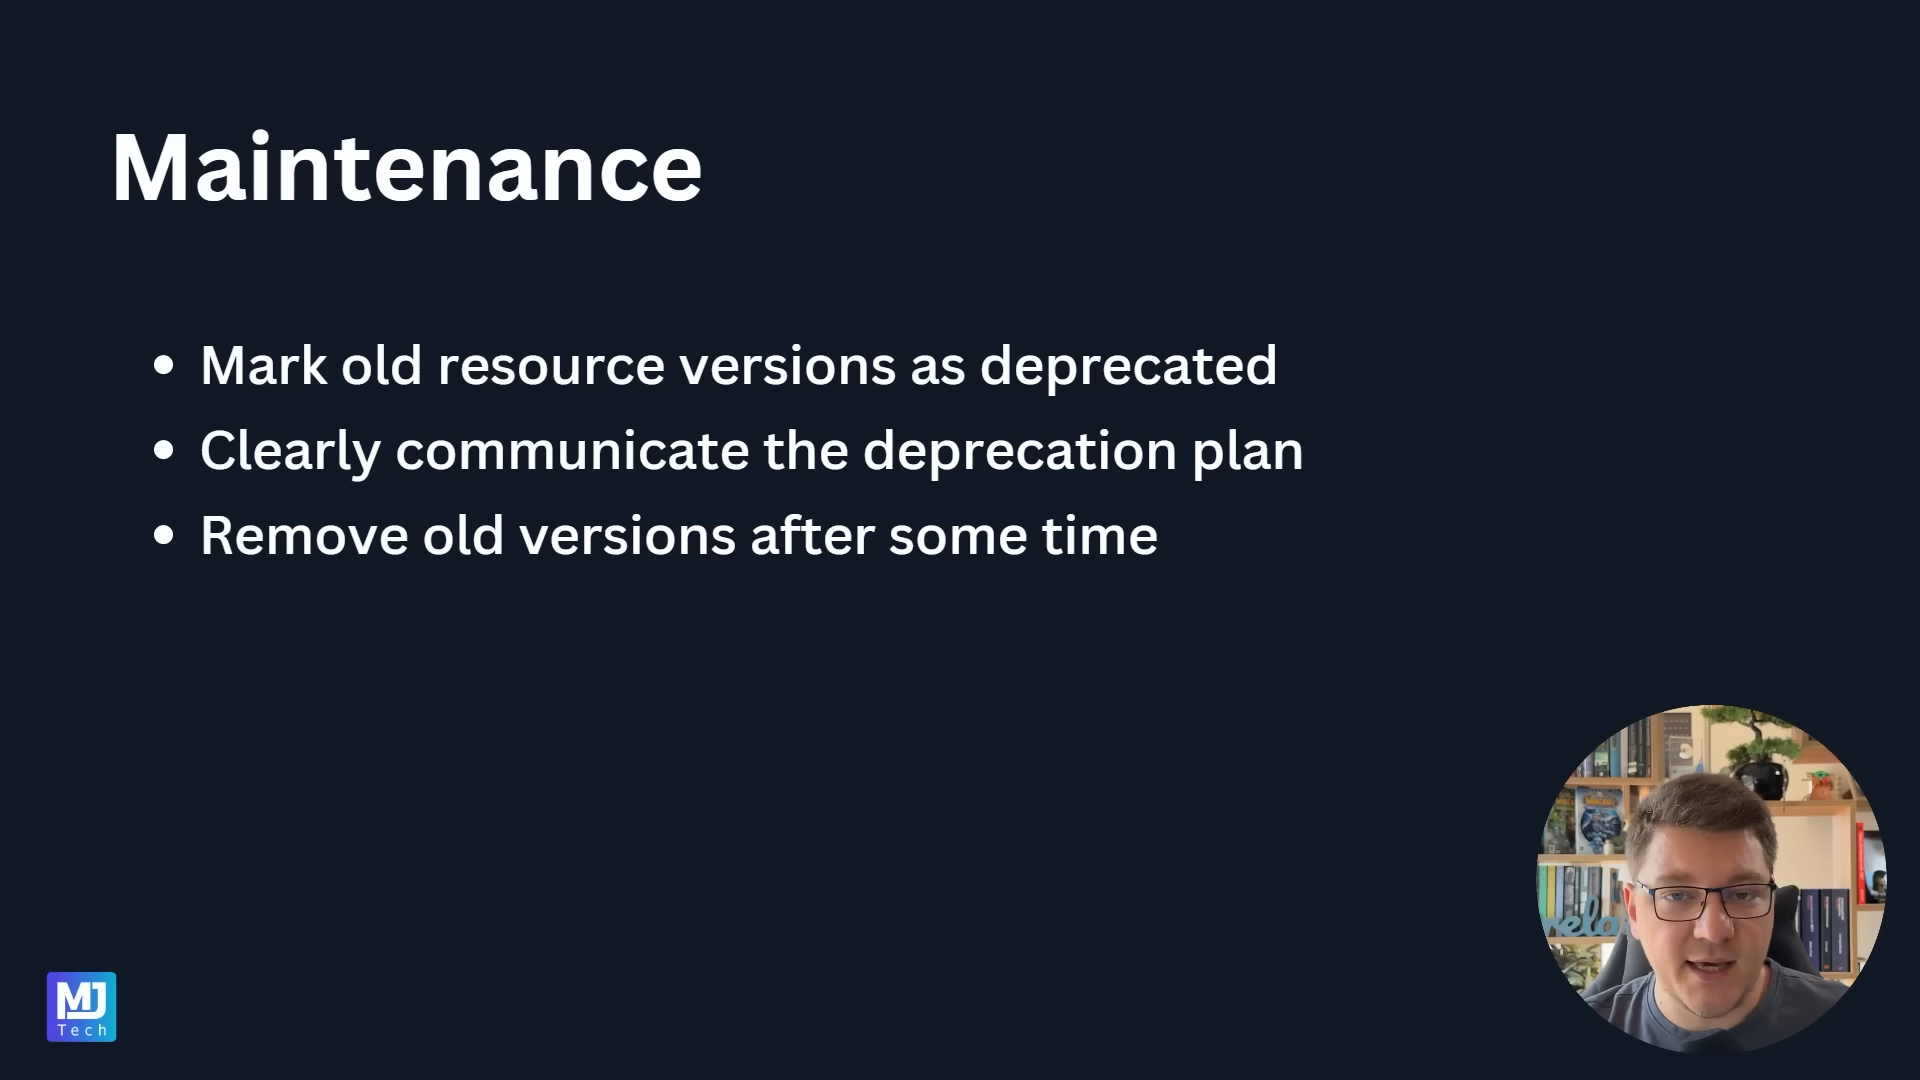 Maintenance
• Mark old resource versions as deprecated
• Clearly communicate the deprecation plan
• Remove old versions after some time
MJ
Tech